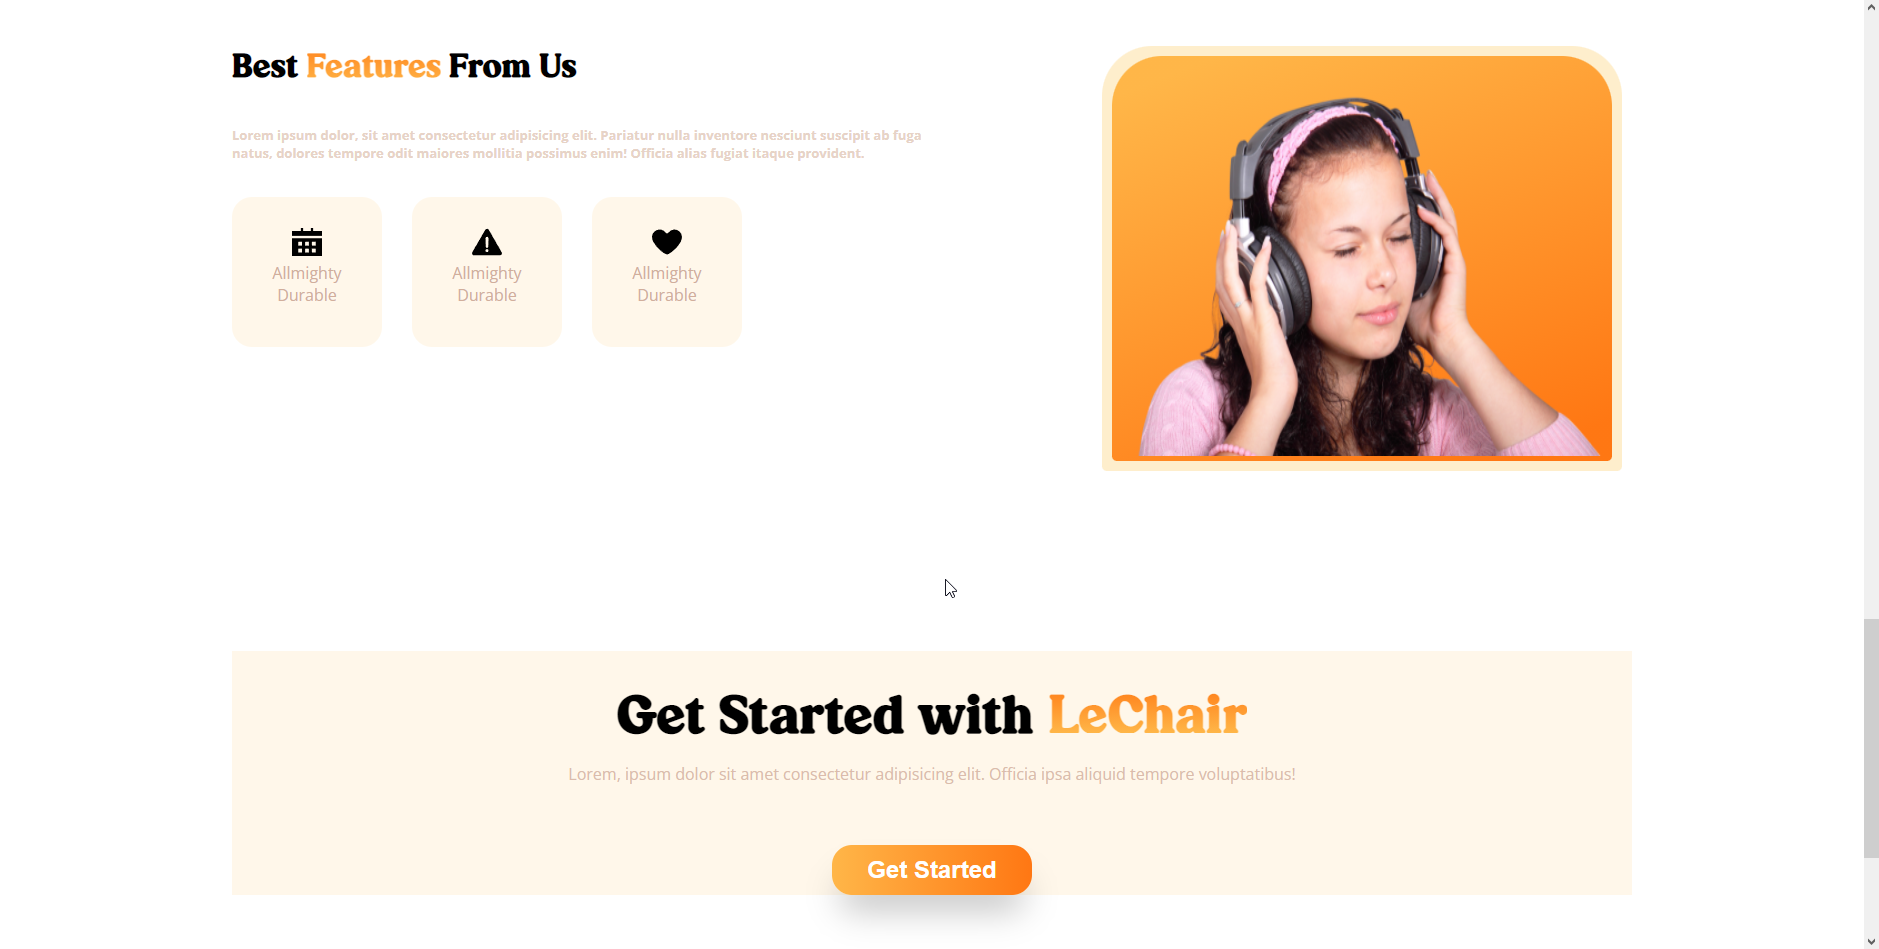 Best Features From Us
Lorem ipsum dolor, sit amet consectetur adipisicing elit. Pariatur nulla inventore nesciunt suscipit ab fuga
natus, dolores tempore odit maiores mollitia possimus enim! Officia alias fugiat itaque provident.
Allmighty
Durable
Allmighty
Durable
Allmighty
Durable
Get Started with LeChair
Lorem, ipsum dolor sit amet consectetur adipisicing elit. Officia ipsa aliquid tempore voluptatibus!
Get Started